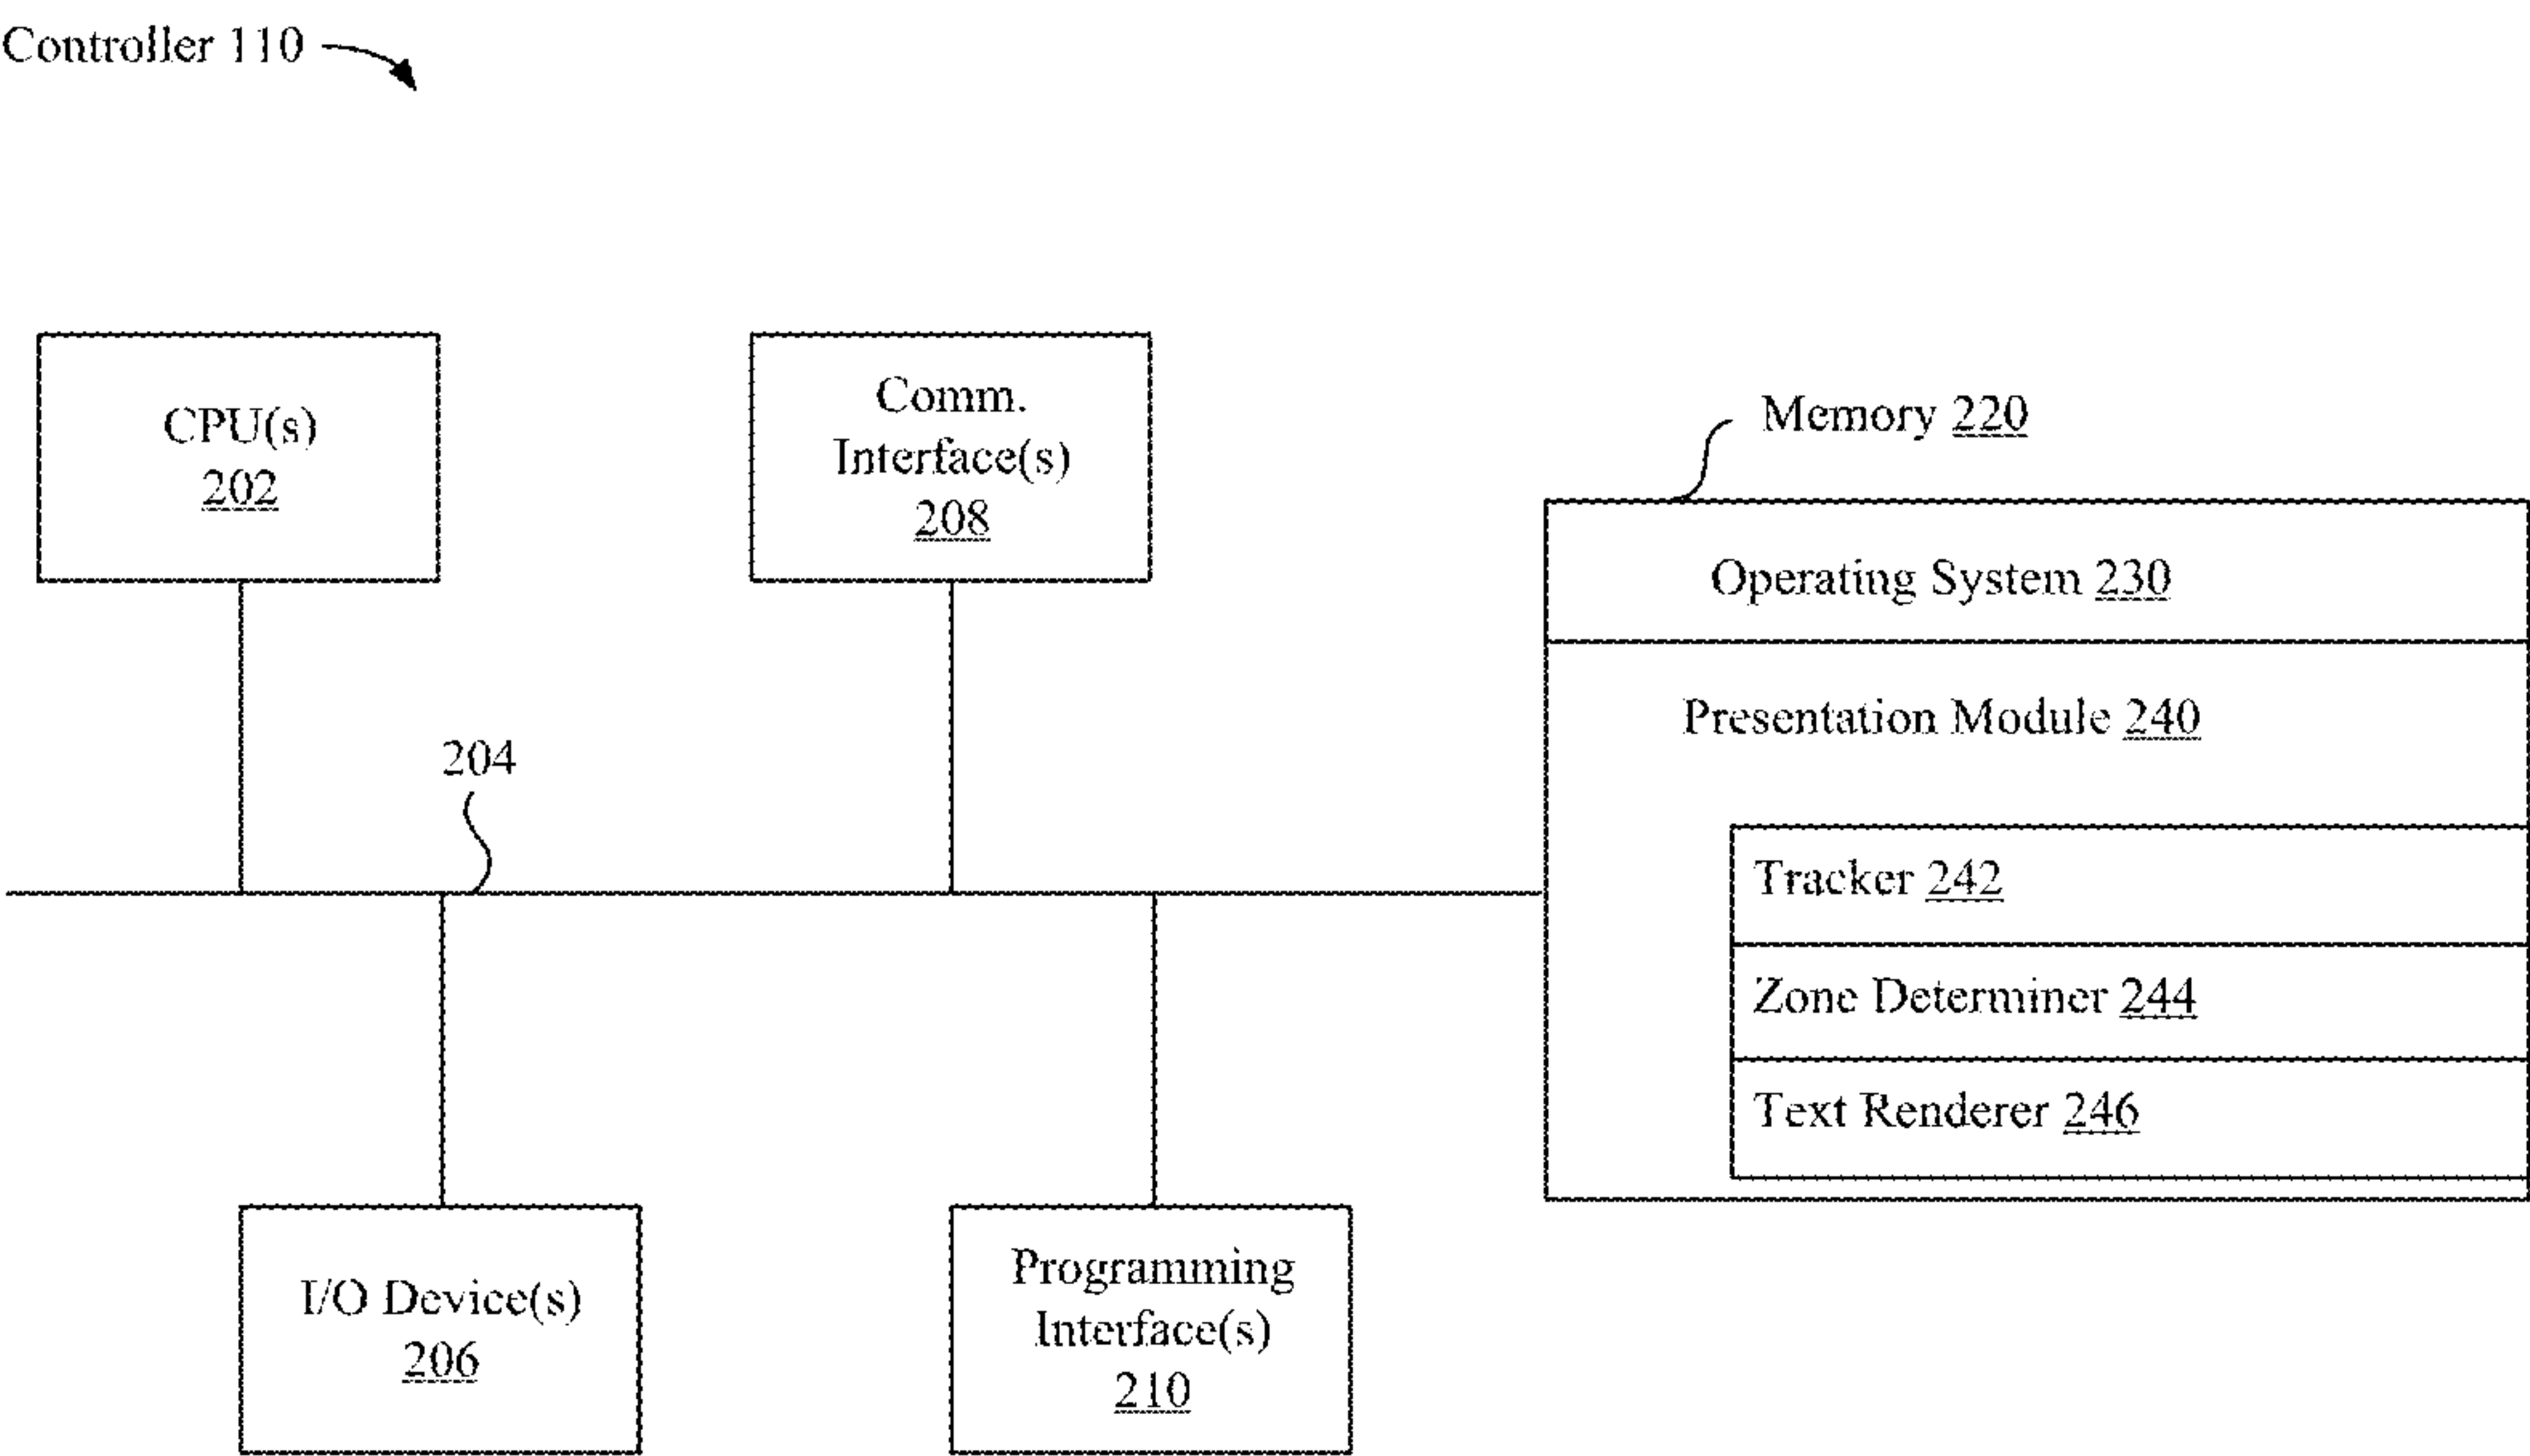 Controller 110
CPU(s)
202
Comm.
Interface(s)
208
Memory 220
Operating System 230
Presentation Module 240
204
Tracker 242
Zone Determiner 244
Text Renderer 246
I/O Device(s)
206
Programming
Interface(s)
210